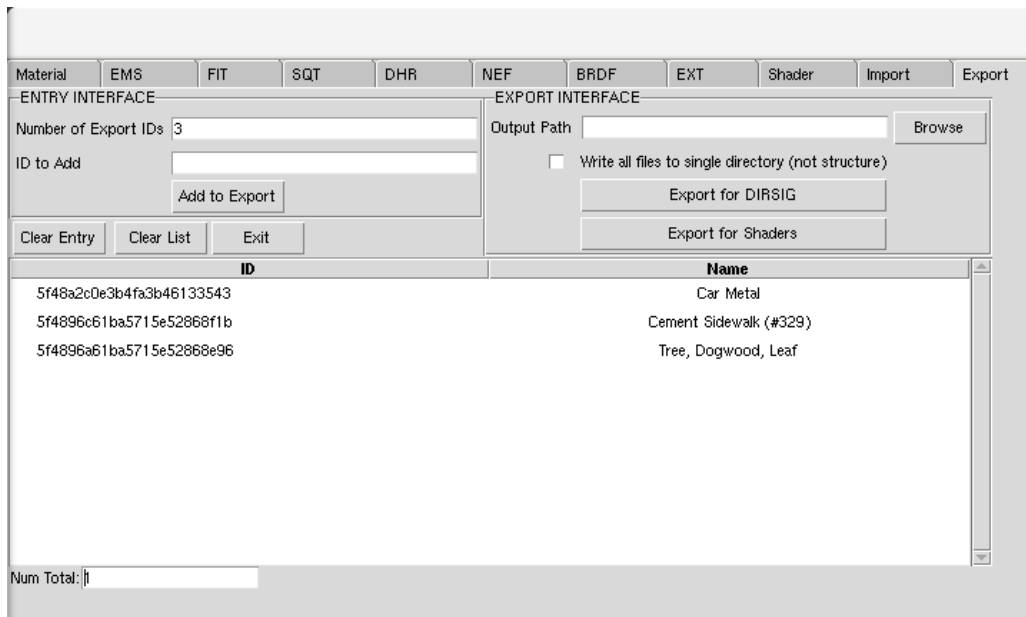 Material EMS FIT SQT DHR NEF BRDF EXT Shader Import Export
ENTRY INTERFACE
Number of Export IDs 3
ID to Add
Add to Export
Clear Entry Clear List Exit
EXPORT INTERFACE
Output Path Browse
Write all files to single directory (not structure)
Export for DIRSIG
Export for Shaders
ID Name
5f48a2c0e3b4fa3b46133543 Car Metal
5f4896c61ba5715e52868f1b Cement Sidewalk (#329)
5f4896a61ba5715e52868e96 Tree, Dogwood, Leaf
Num Total: 1